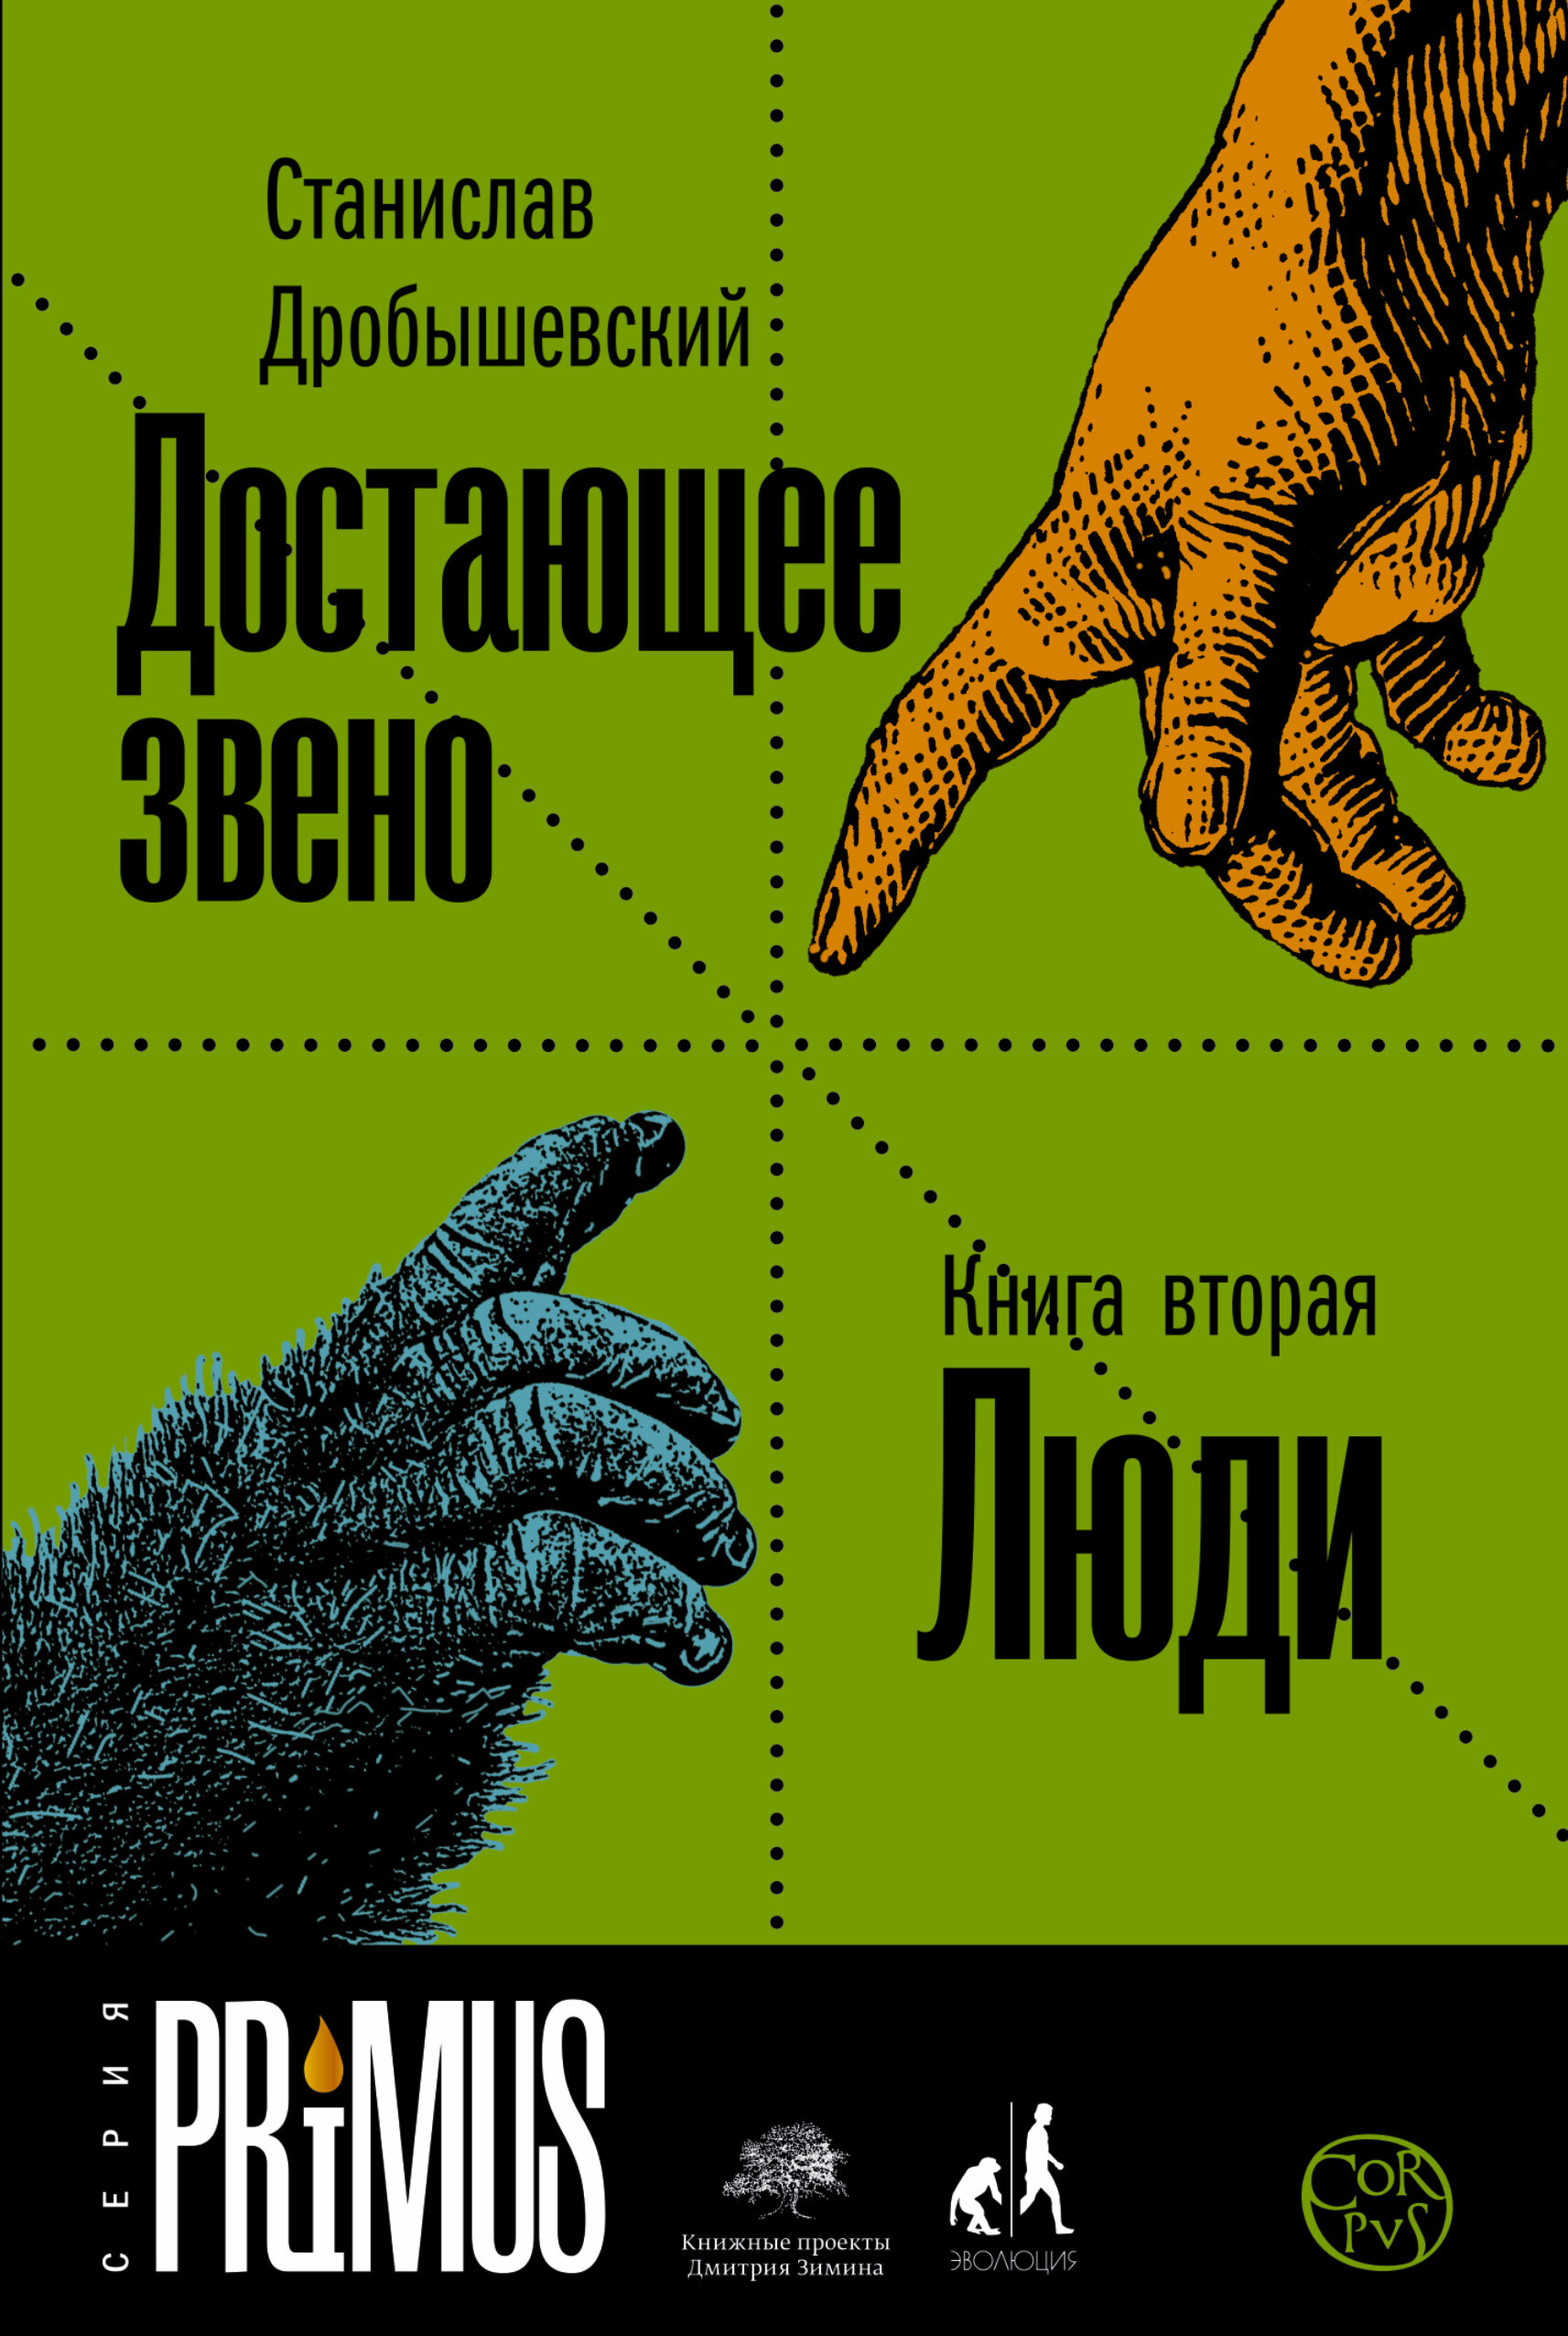 Станислав
Дробышевский
Достающее
звено
Книга вторая
Люди
СЕРИЯ
PRiMUS
Книжные проекты
Дмитрия Зимина
ЭВОЛЮЦИЯ
CORPVS